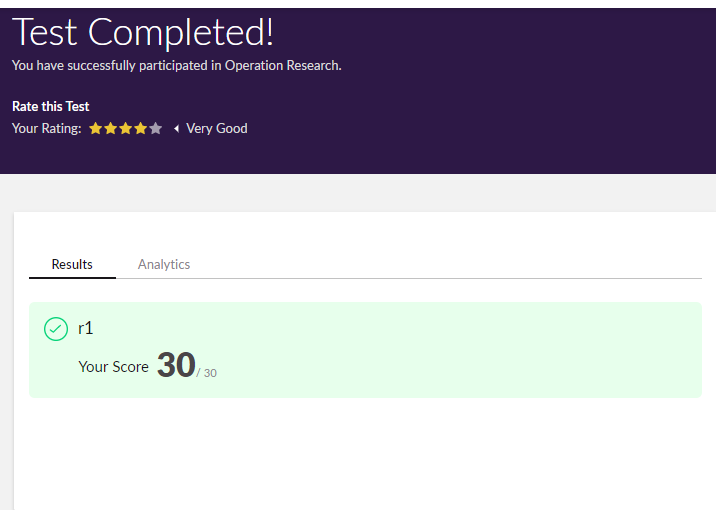 Test Completed!
You have successfully participated in Operation Research.
Rate this Test
Your Rating: Very Good
Results Analytics
r1
Your Score 30 / 30